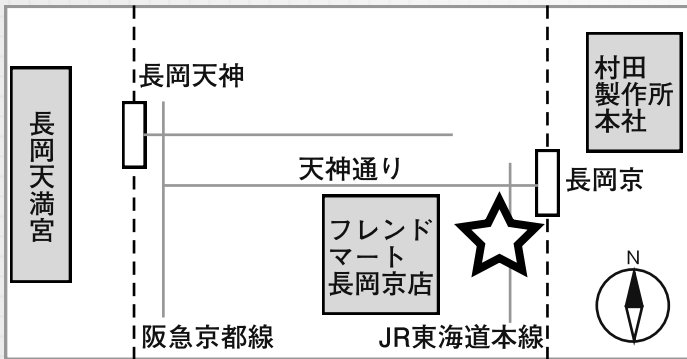 長岡天神
村田
製作所
本社
長岡天満宮
天神通り
長岡京
フレンド
マート
長岡京店
N
阪急京都線
JR東海道本線